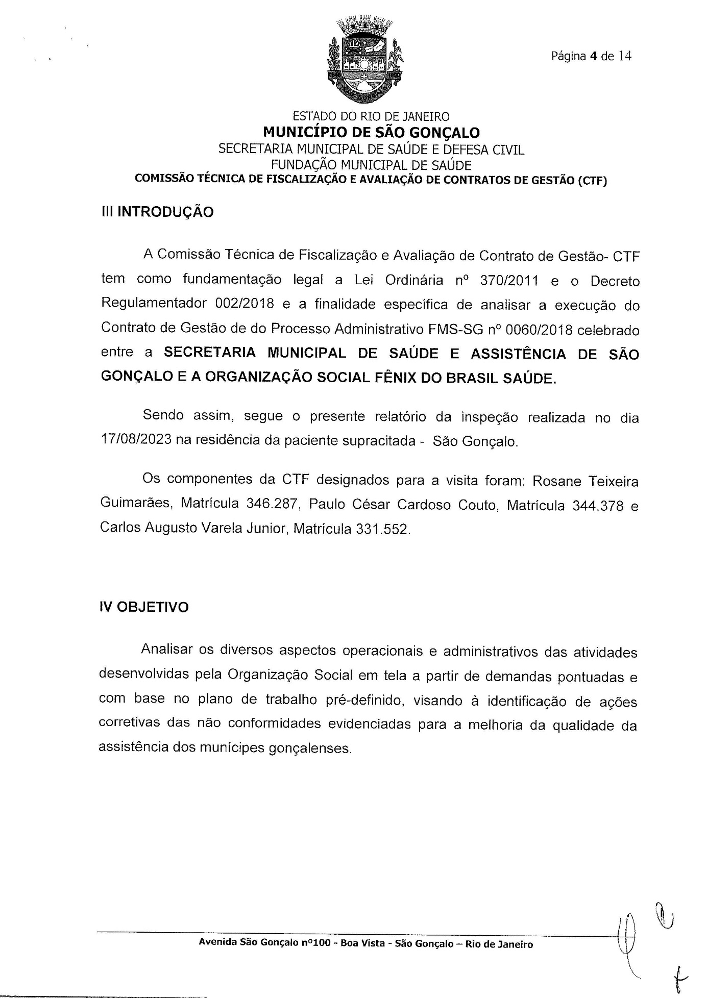 Página 4 de 14
SÃO GONÇALO
ESTADO DO RIO DE JANEIRO
MUNICÍPIO DE SÃO GONÇALO
SECRETARIA MUNICIPAL DE SAÚDE E DEFESA CIVIL
FUNDAÇÃO MUNICIPAL DE SAÚDE
COMISSÃO TÉCNICA DE FISCALIZAÇÃO E AVALIAÇÃO DE CONTRATOS DE GESTÃO (CTF)
III INTRODUÇÃO
A Comissão Técnica de Fiscalização e Avaliação de Contrato de Gestão- CTF
tem como fundamentação legal a Lei Ordinária nº 370/2011 e o Decreto
Regulamentador 002/2018 e a finalidade específica de analisar a execução do
Contrato de Gestão de do Processo Administrativo FMS-SG nº 0060/2018 celebrado
entre a SECRETARIA MUNICIPAL DE SAÚDE E ASSISTÊNCIA DE SÃO
GONÇALO E A ORGANIZAÇÃO SOCIAL FÊNIX DO BRASIL SAÚDE.
Sendo assim, segue o presente relatório da inspeção realizada no dia
17/08/2023 na residência da paciente supracitada - São Gonçalo.
Os componentes da CTF designados para a visita foram: Rosane Teixeira
Guimarães, Matrícula 346.287, Paulo César Cardoso Couto, Matrícula 344.378 e
Carlos Augusto Varela Junior, Matrícula 331.552.
IV OBJETIVO
Analisar os diversos aspectos operacionais e administrativos das atividades
desenvolvidas pela Organização Social em tela a partir de demandas pontuadas e
com base no plano de trabalho pré-definido, visando à identificação de ações
corretivas das não conformidades evidenciadas para a melhoria da qualidade da
assistência dos munícipes gonçalenses.
Avenida São Gonçalo nº100 - Boa Vista - São Gonçalo – Rio de Janeiro